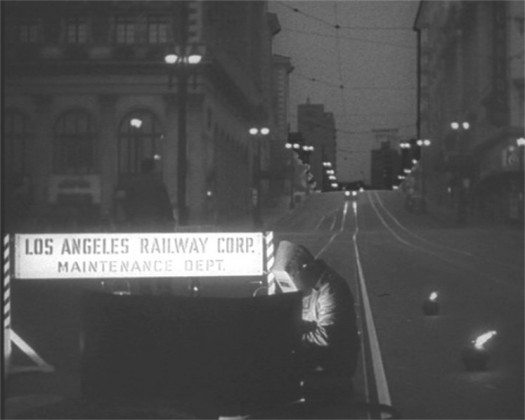 LOS ANGELES RAILWAY CORP.
MAINTENANCE DEPT.